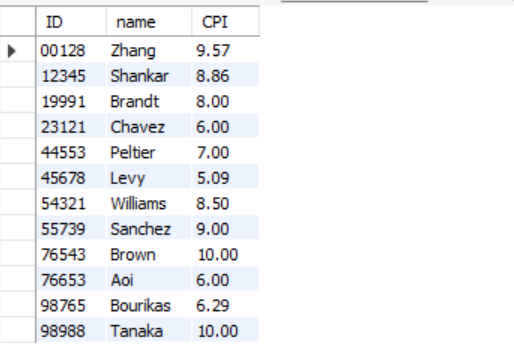 ID name CPI
00128 Zhang 9.57
12345 Shankar 8.86
19991 Brandt 8.00
23121 Chavez 6.00
44553 Peltier 7.00
45678 Levy 5.09
54321 Williams 8.50
55739 Sanchez 9.00
76543 Brown 10.00
76653 Aoi 6.00
98765 Bourikas 6.29
98988 Tanaka 10.00